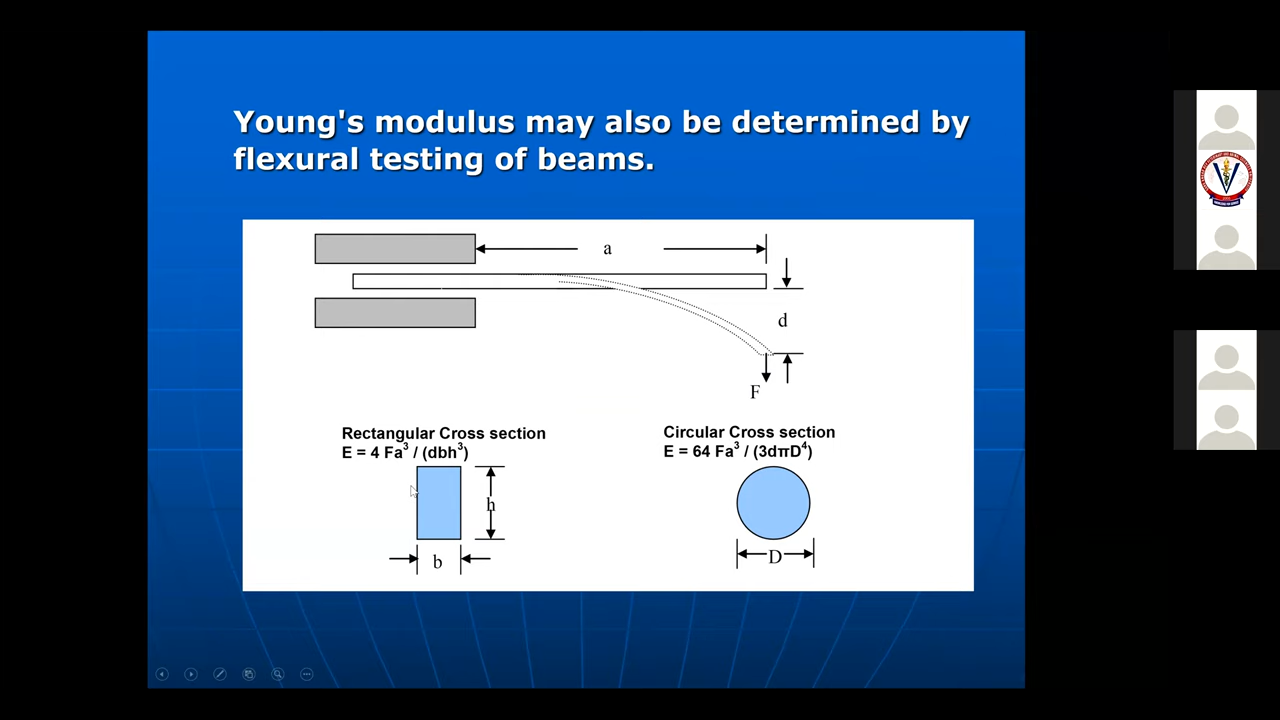 Young's modulus may also be determined by
flexural testing of beams.
a
d
F
Rectangular Cross section
E = 4 Fa³ / (dbh³)
h
b
Circular Cross section
E = 64 Fa³ / (3dπD⁴)
D